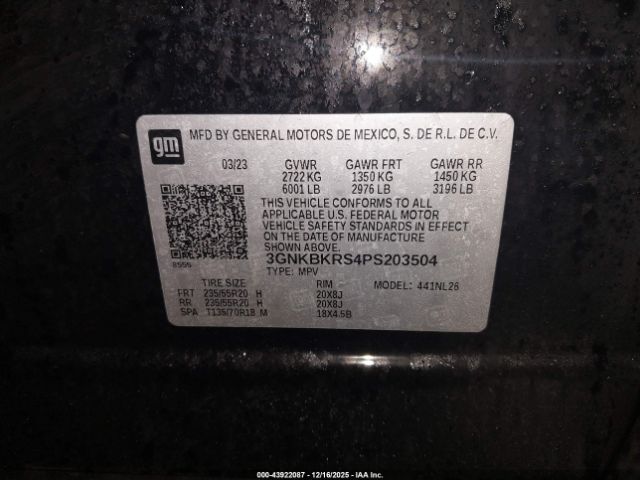 gm
MFD BY GENERAL MOTORS DE MEXICO, S. DE R.L. DE C.V.
03/23 GVWR GAWR FRT GAWR RR
2722 KG 1350 KG 1450 KG
6001 LB 2976 LB 3196 LB
THIS VEHICLE CONFORMS TO ALL
APPLICABLE U.S. FEDERAL MOTOR
VEHICLE SAFETY STANDARDS IN EFFECT
ON THE DATE OF MANUFACTURE
SHOWN ABOVE.
3GNKBKRS4PS203504
8555
TYPE: MPV
TIRE SIZE RIM MODEL: 441NL26
FRT 235/55R20 H 20X8J
RR 235/55R20 H 20X8J
SPA T135/70R18 M 18X4.5B
000-43922087 - 12/16/2025 - IAAI, Inc.